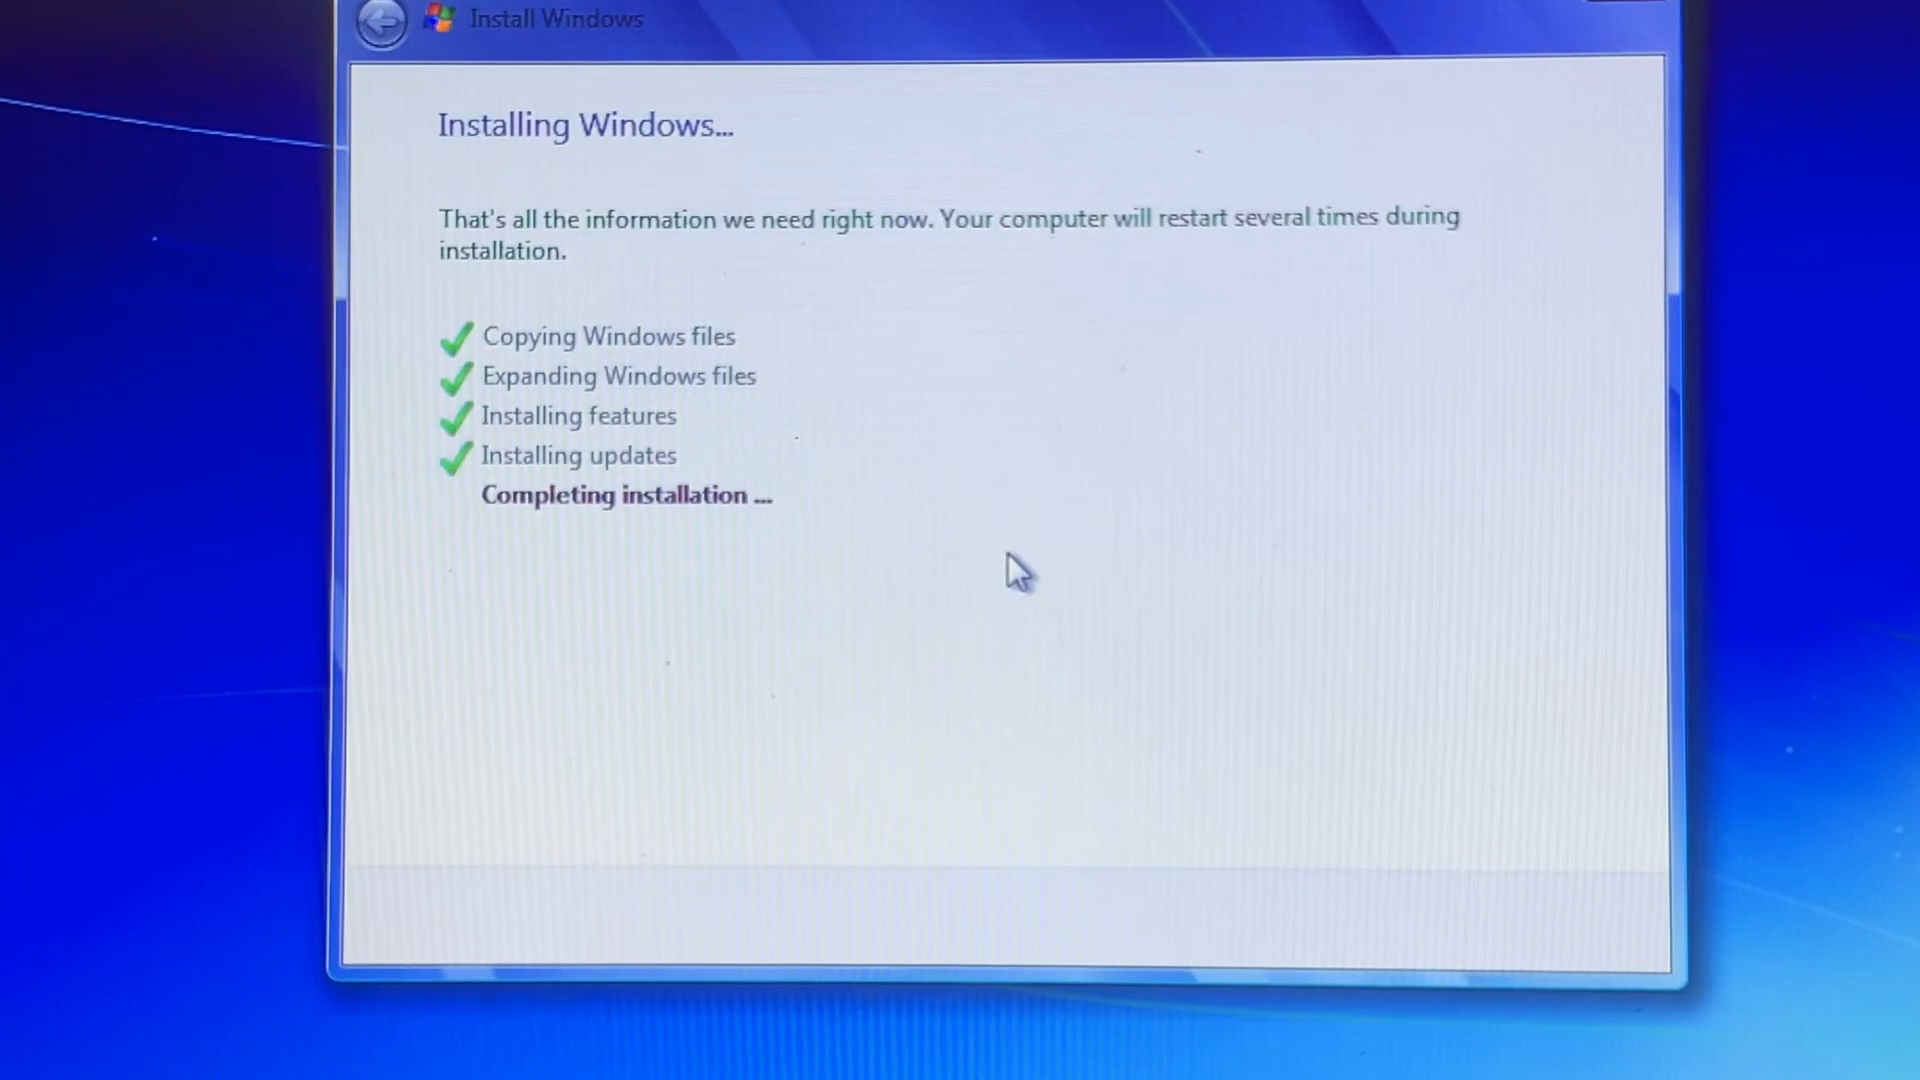 Install Windows
Installing Windows...
That's all the information we need right now. Your computer will restart several times during
installation.
Copying Windows files
Expanding Windows files
Installing features
Installing updates
Completing installation ...